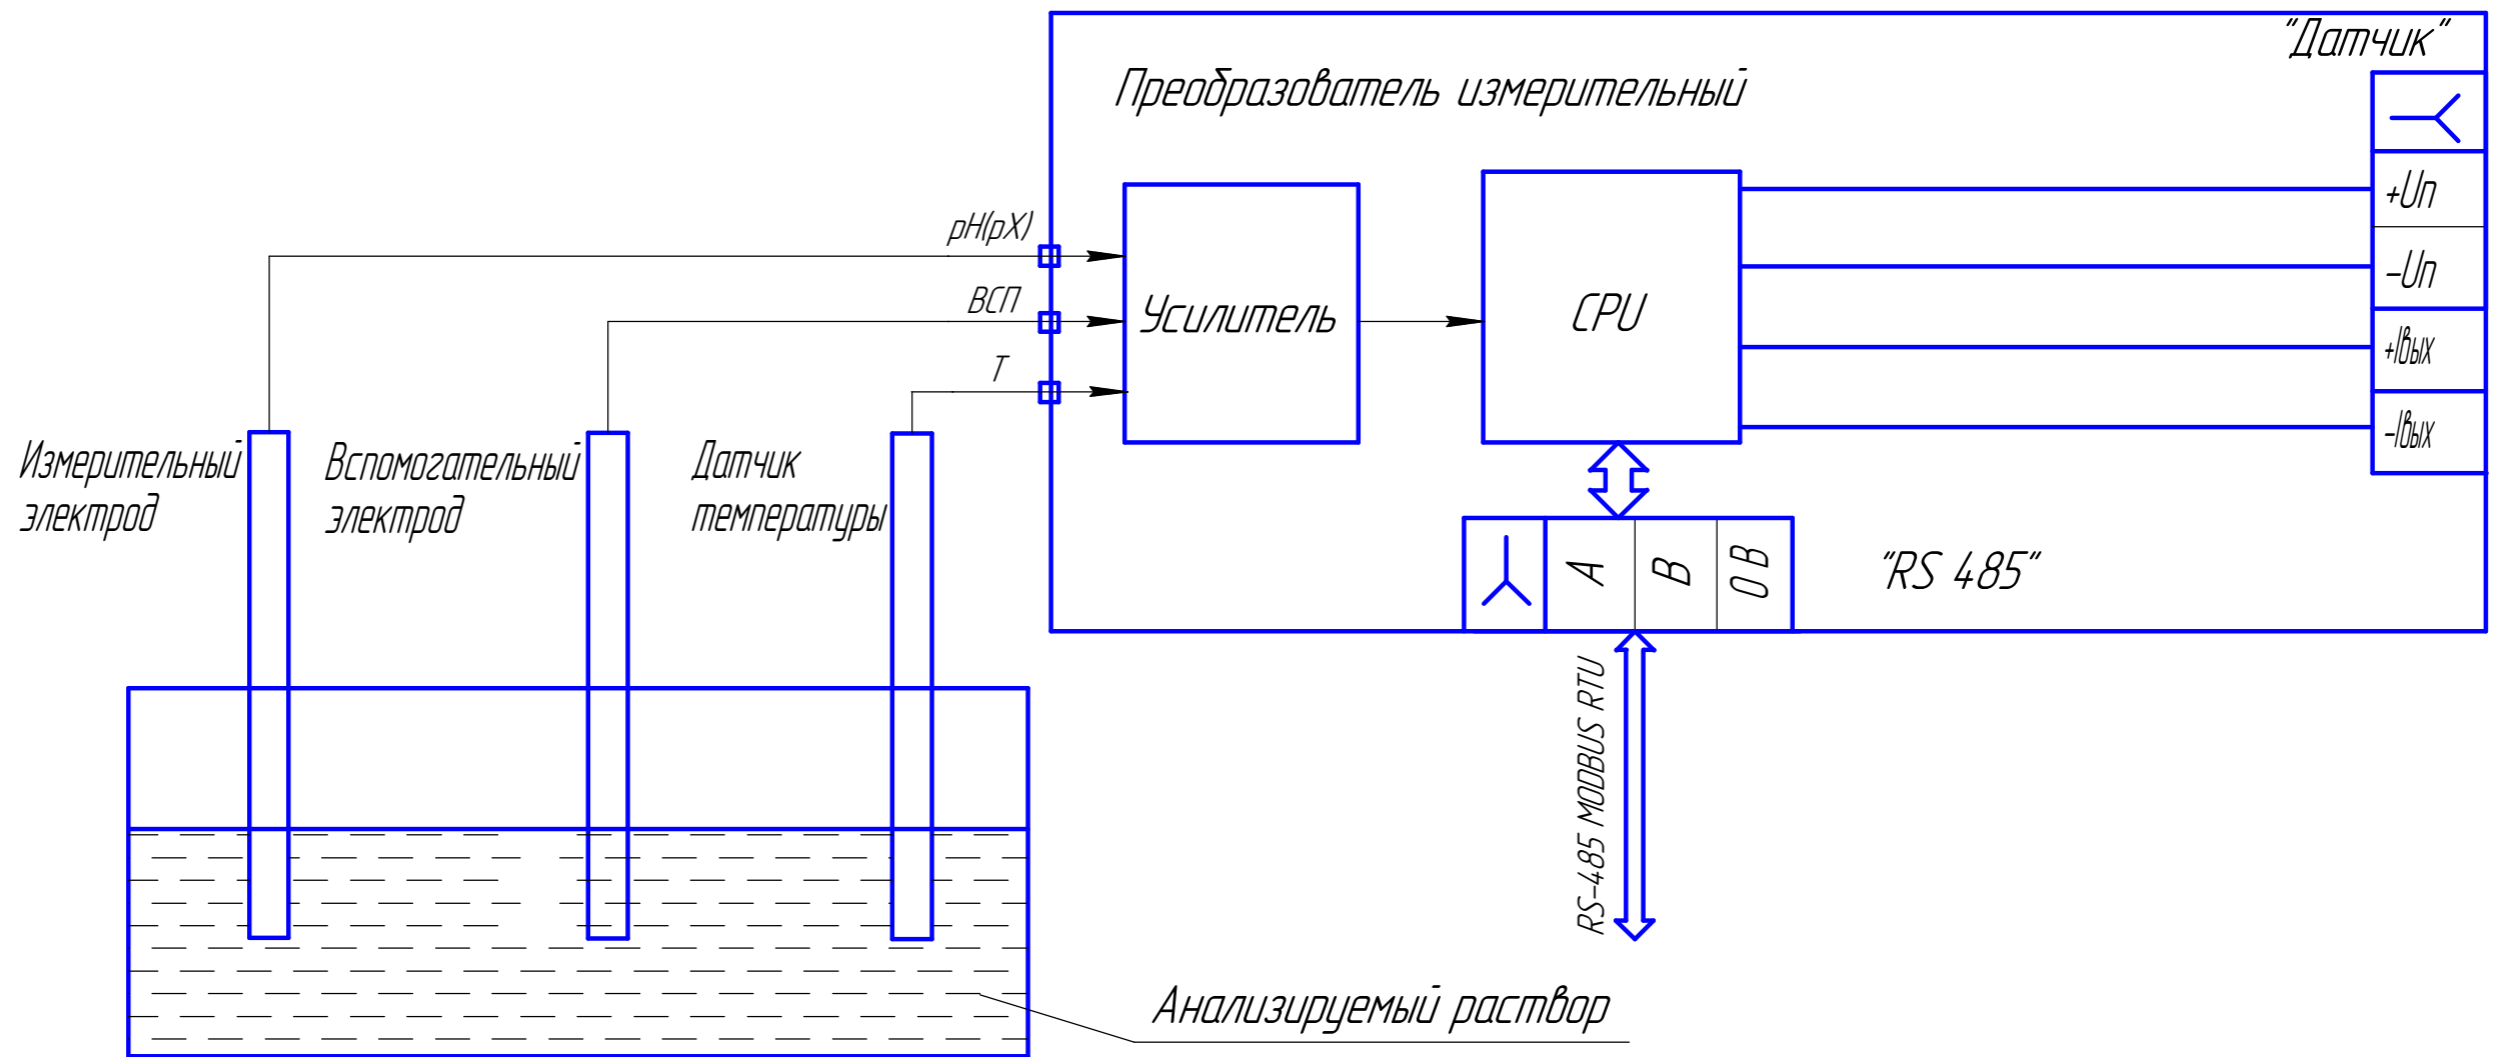 "Датчик"
Преобразователь измерительный
+Uп
-Uп
+Iвых
-Iвых
pH(pX)
ВСП
T
Усилитель
CPU
Измерительный
электрод
Вспомогательный
электрод
Датчик
температуры
A
B
0 В
"RS 485"
RS-485 MODBUS RTU
Анализируемый раствор